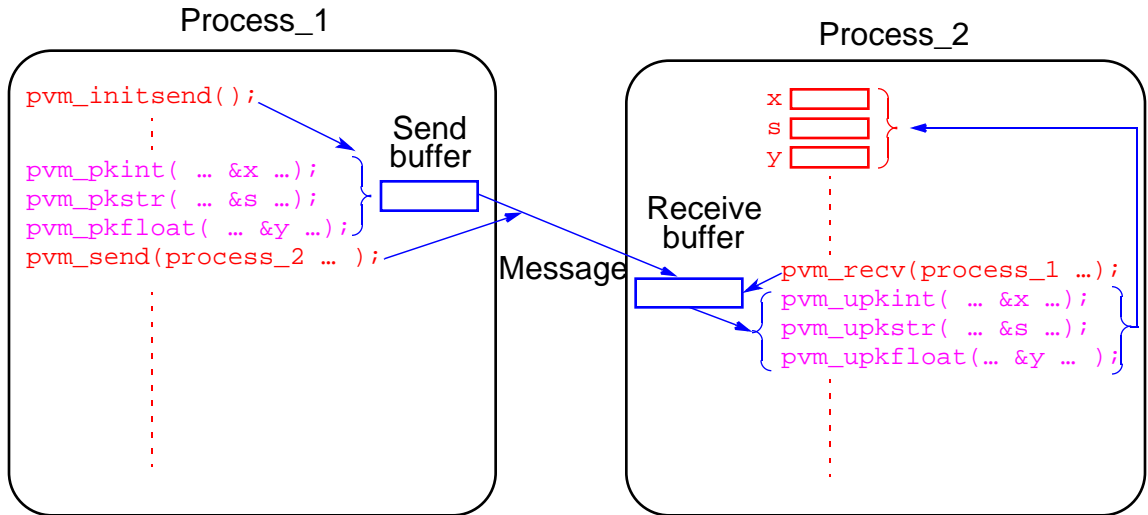 Process_1
pvm_initsend();
Send
buffer
pvm_pkint( … &x …);
pvm_pkstr( … &s …);
pvm_pkfloat( … &y …);
pvm_send(process_2 … );
Message
Process_2
x
s
y
Receive
buffer
pvm_recv(process_1 …);
pvm_upkint( … &x …);
pvm_upkstr( … &s …);
pvm_upkfloat(… &y … );